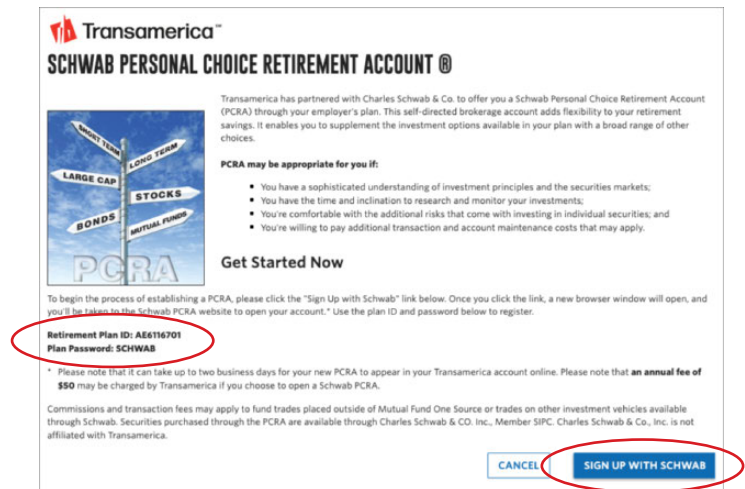 Transamerica℠
SCHWAB PERSONAL CHOICE RETIREMENT ACCOUNT ®
SHORT TERM
LONG TERM
LARGE CAP
STOCKS
BONDS
MUTUAL FUNDS
PCRA
Transamerica has partnered with Charles Schwab & Co. to offer you a Schwab Personal Choice Retirement Account
(PCRA) through your employer's plan. This self-directed brokerage account adds flexibility to your retirement
savings. It enables you to supplement the investment options available in your plan with a broad range of other
choices.
PCRA may be appropriate for you if:
• You have a sophisticated understanding of investment principles and the securities markets;
• You have the time and inclination to research and monitor your investments;
• You're comfortable with the additional risks that come with investing in individual securities; and
• You're willing to pay additional transaction and account maintenance costs that may apply.
Get Started Now
To begin the process of establishing a PCRA, please click the "Sign Up with Schwab" link below. Once you click the link, a new browser window will open, and
you'll be taken to the Schwab PCRA website to open your account.* Use the plan ID and password below to register.
Retirement Plan ID: AE6116701
Plan Password: SCHWAB
* Please note that it can take up to two business days for your new PCRA to appear in your Transamerica account online. Please note that an annual fee of
$50 may be charged by Transamerica if you choose to open a Schwab PCRA.
Commissions and transaction fees may apply to fund trades placed outside of Mutual Fund One Source or trades on other investment vehicles available
through Schwab. Securities purchased through the PCRA are available through Charles Schwab & CO. Inc., Member SIPC. Charles Schwab & Co., Inc. is not
affiliated with Transamerica.
CANCEL
SIGN UP WITH SCHWAB